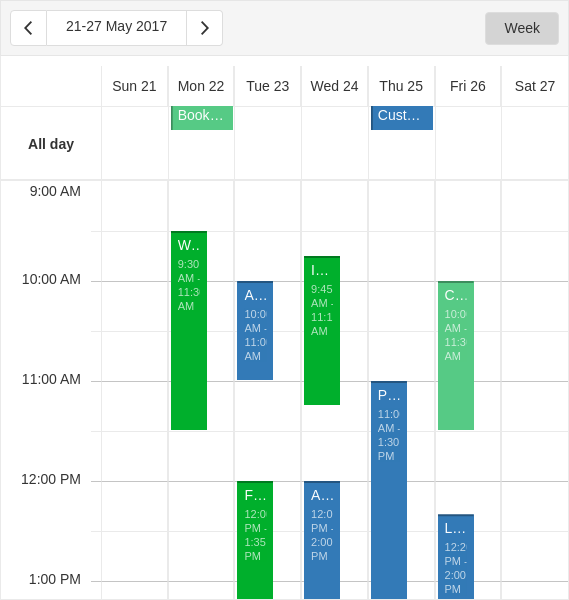 21-27 May 2017
Week
Sun 21
Mon 22
Tue 23
Wed 24
Thu 25
Fri 26
Sat 27
All day
Book…
Cust…
9:00 AM
10:00 AM
11:00 AM
12:00 PM
1:00 PM
W…
9:30
AM -
11:3
AM
A…
10:0
AM -
11:0
AM
F…
12:0
PM -
1:35
PM
I…
9:45
AM -
11:1
AM
A…
12:0
PM -
2:00
PM
P…
11:0
AM -
1:30
PM
C…
10:0
AM -
11:3
AM
L…
12:2
PM -
2:00
PM